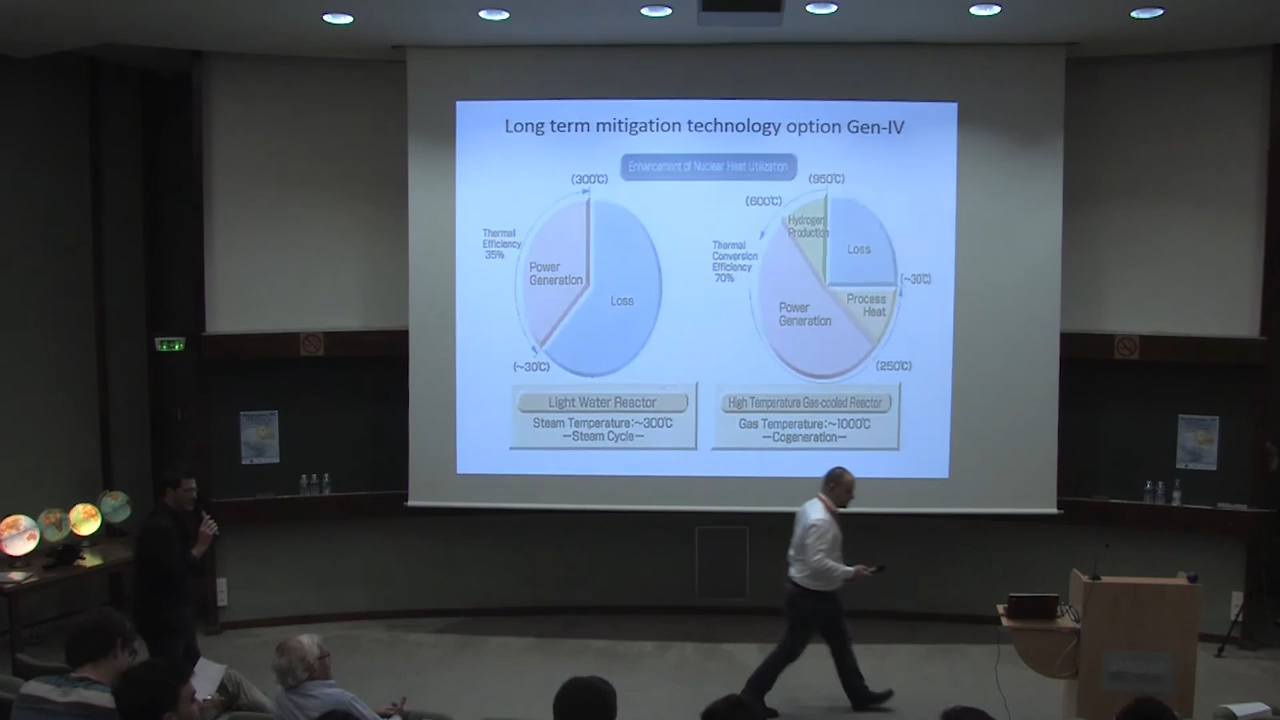 Long term mitigation technology option Gen-IV
Enhancement of Nuclear Heat Utilization
(300℃)
Thermal
Efficiency
35%
Power
Generation
Loss
(~30℃)
Light Water Reactor
Steam Temperature:~300℃
—Steam Cycle—
(950℃)
(600℃)
Hydrogen
Production
Thermal
Conversion
Efficiency
70%
Loss
(~30℃)
Process
Heat
Power
Generation
(250℃)
High Temperature Gas-cooled Reactor
Gas Temperature:~1000℃
—Cogeneration—